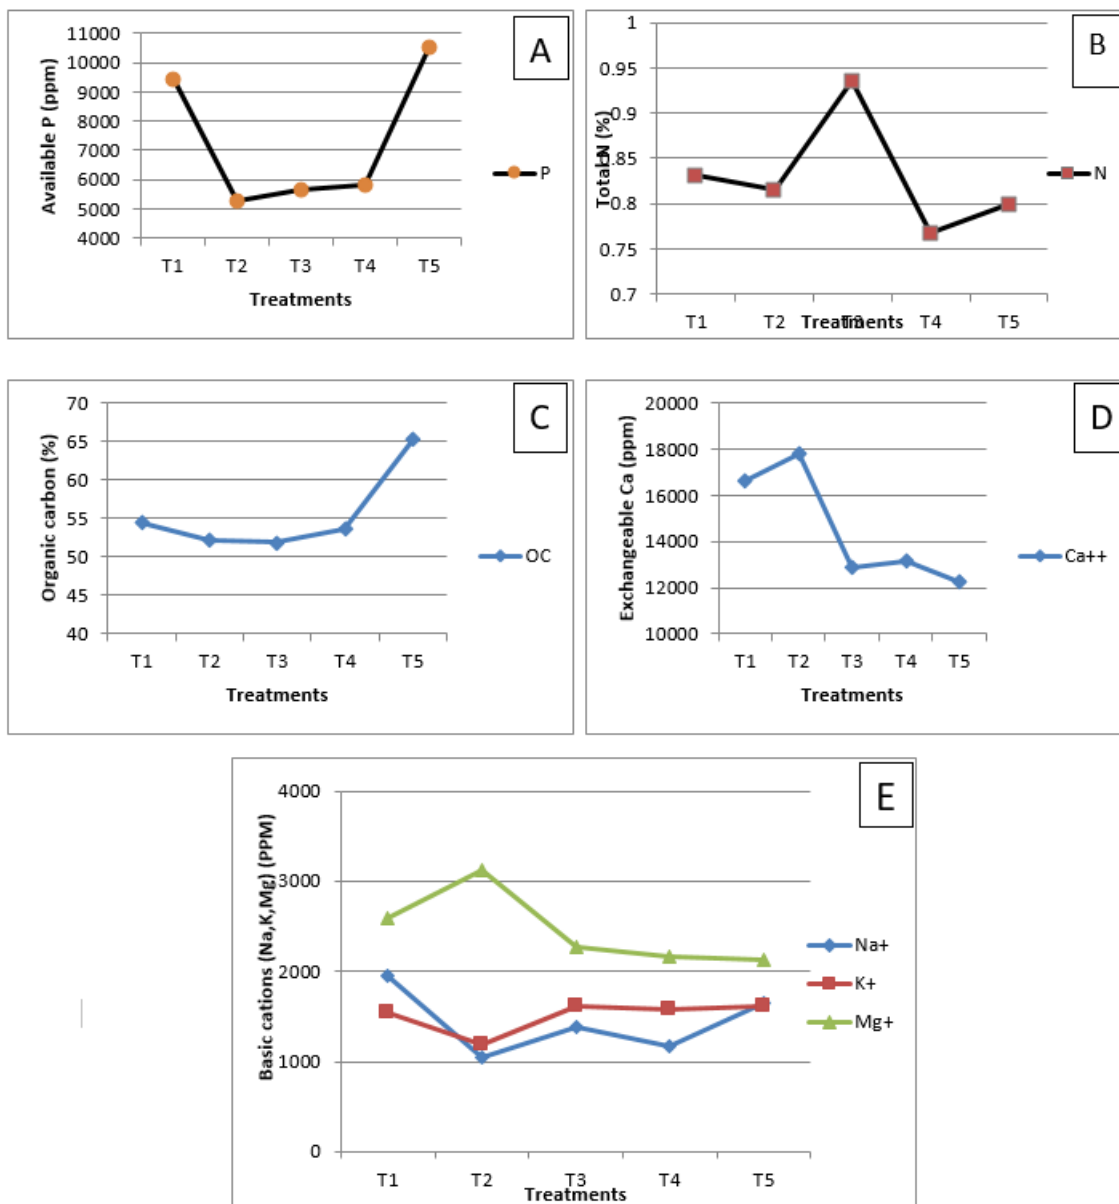 A
Available P (ppm)
11000
10000
9000
8000
7000
6000
5000
4000
T1 T2 T3 T4 T5
Treatments
P
B
Total N (%)
1
0.95
0.9
0.85
0.8
0.75
0.7
T1 T2 T3 T4 T5
Treatments
N
C
Organic carbon (%)
70
65
60
55
50
45
40
T1 T2 T3 T4 T5
Treatments
OC
D
Exchangeable Ca (ppm)
20000
18000
16000
14000
12000
10000
T1 T2 T3 T4 T5
Treatments
Ca++
E
Basic cations (Na,K,Mg) (PPM)
4000
3000
2000
1000
0
T1 T2 T3 T4 T5
Treatments
Na+
K+
Mg+